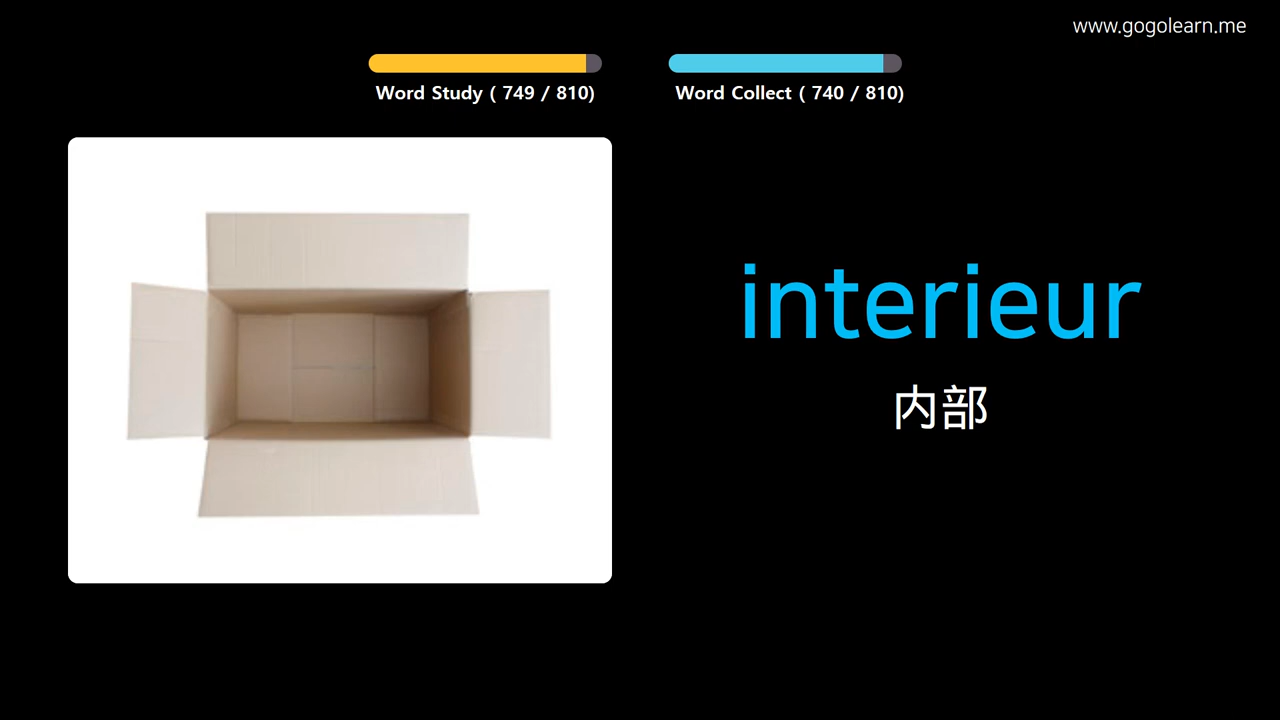 www.gogolearn.me
Word Study ( 749 / 810)
Word Collect ( 740 / 810)
interieur
内部